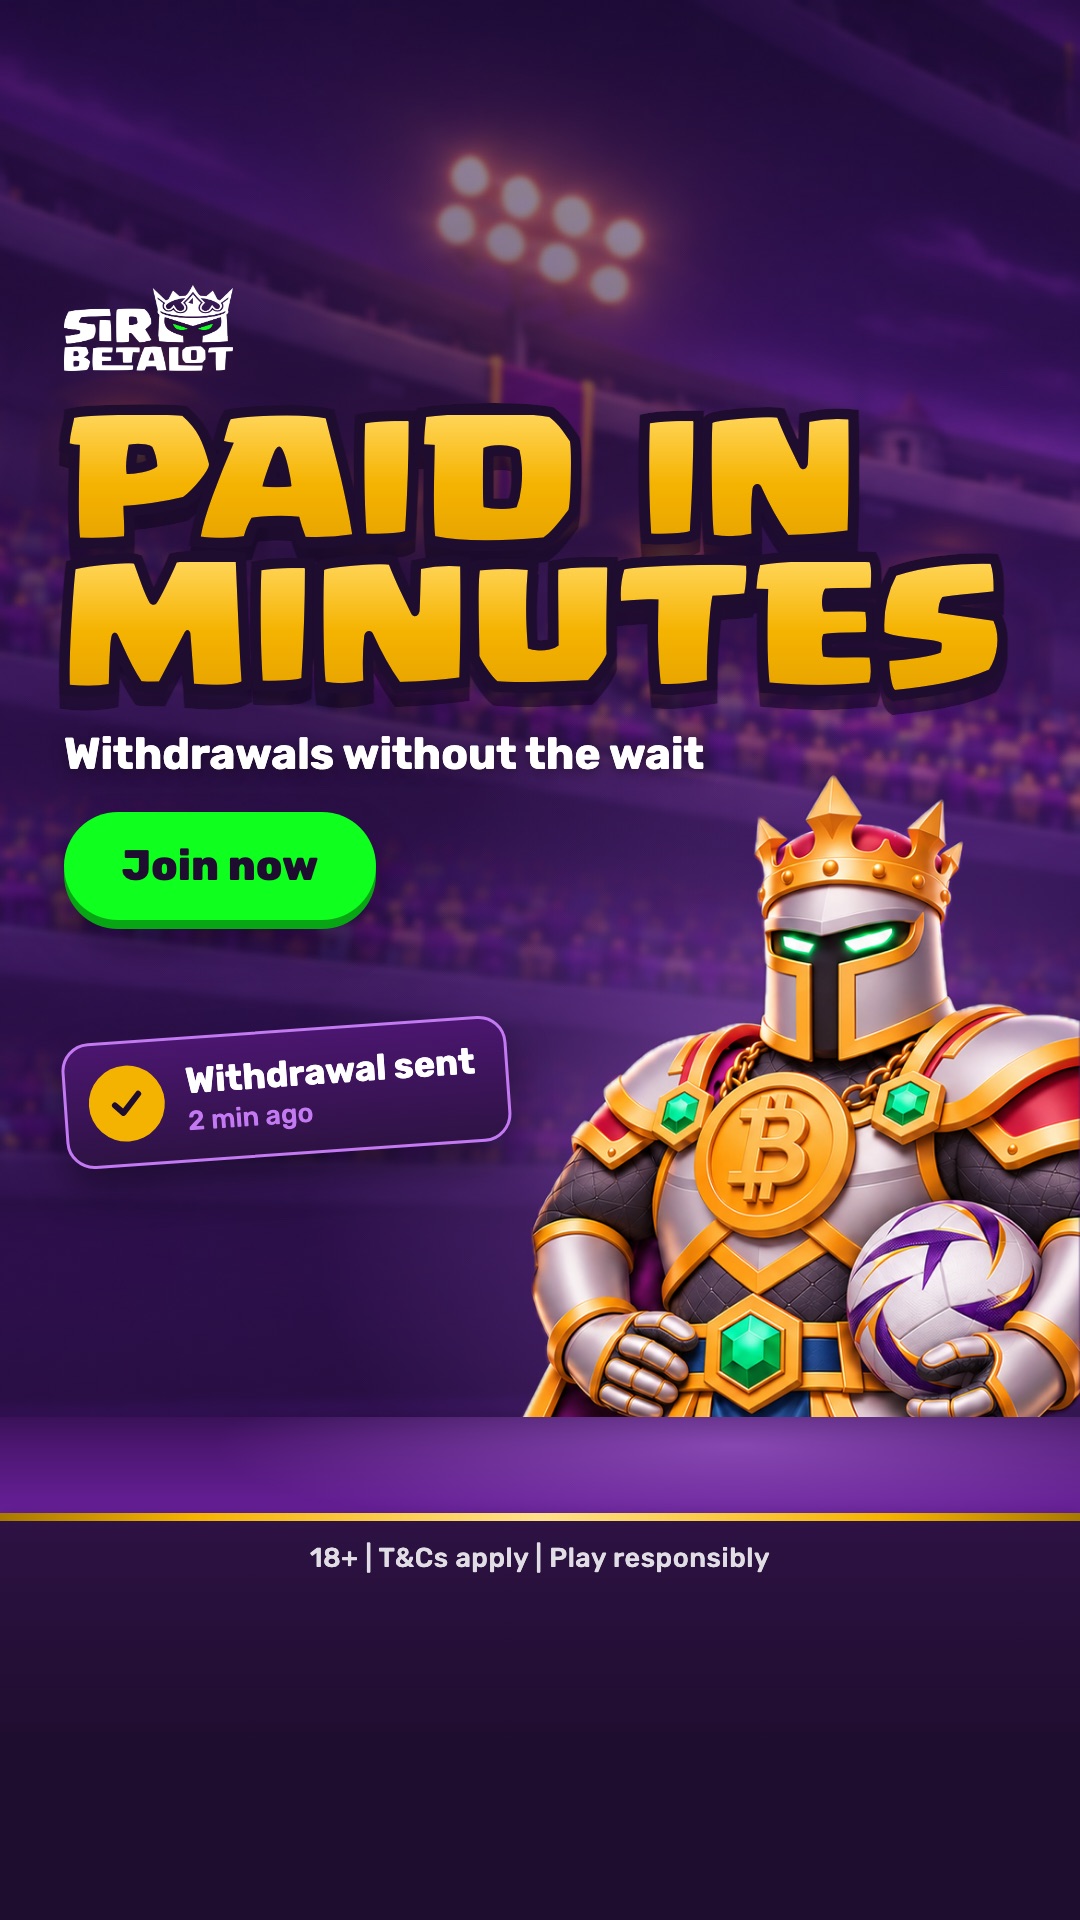 SIR
BETALOT
PAID IN
MINUTES
Withdrawals without the wait
Join now
Withdrawal sent
2 min ago
18+ | T&Cs apply | Play responsibly